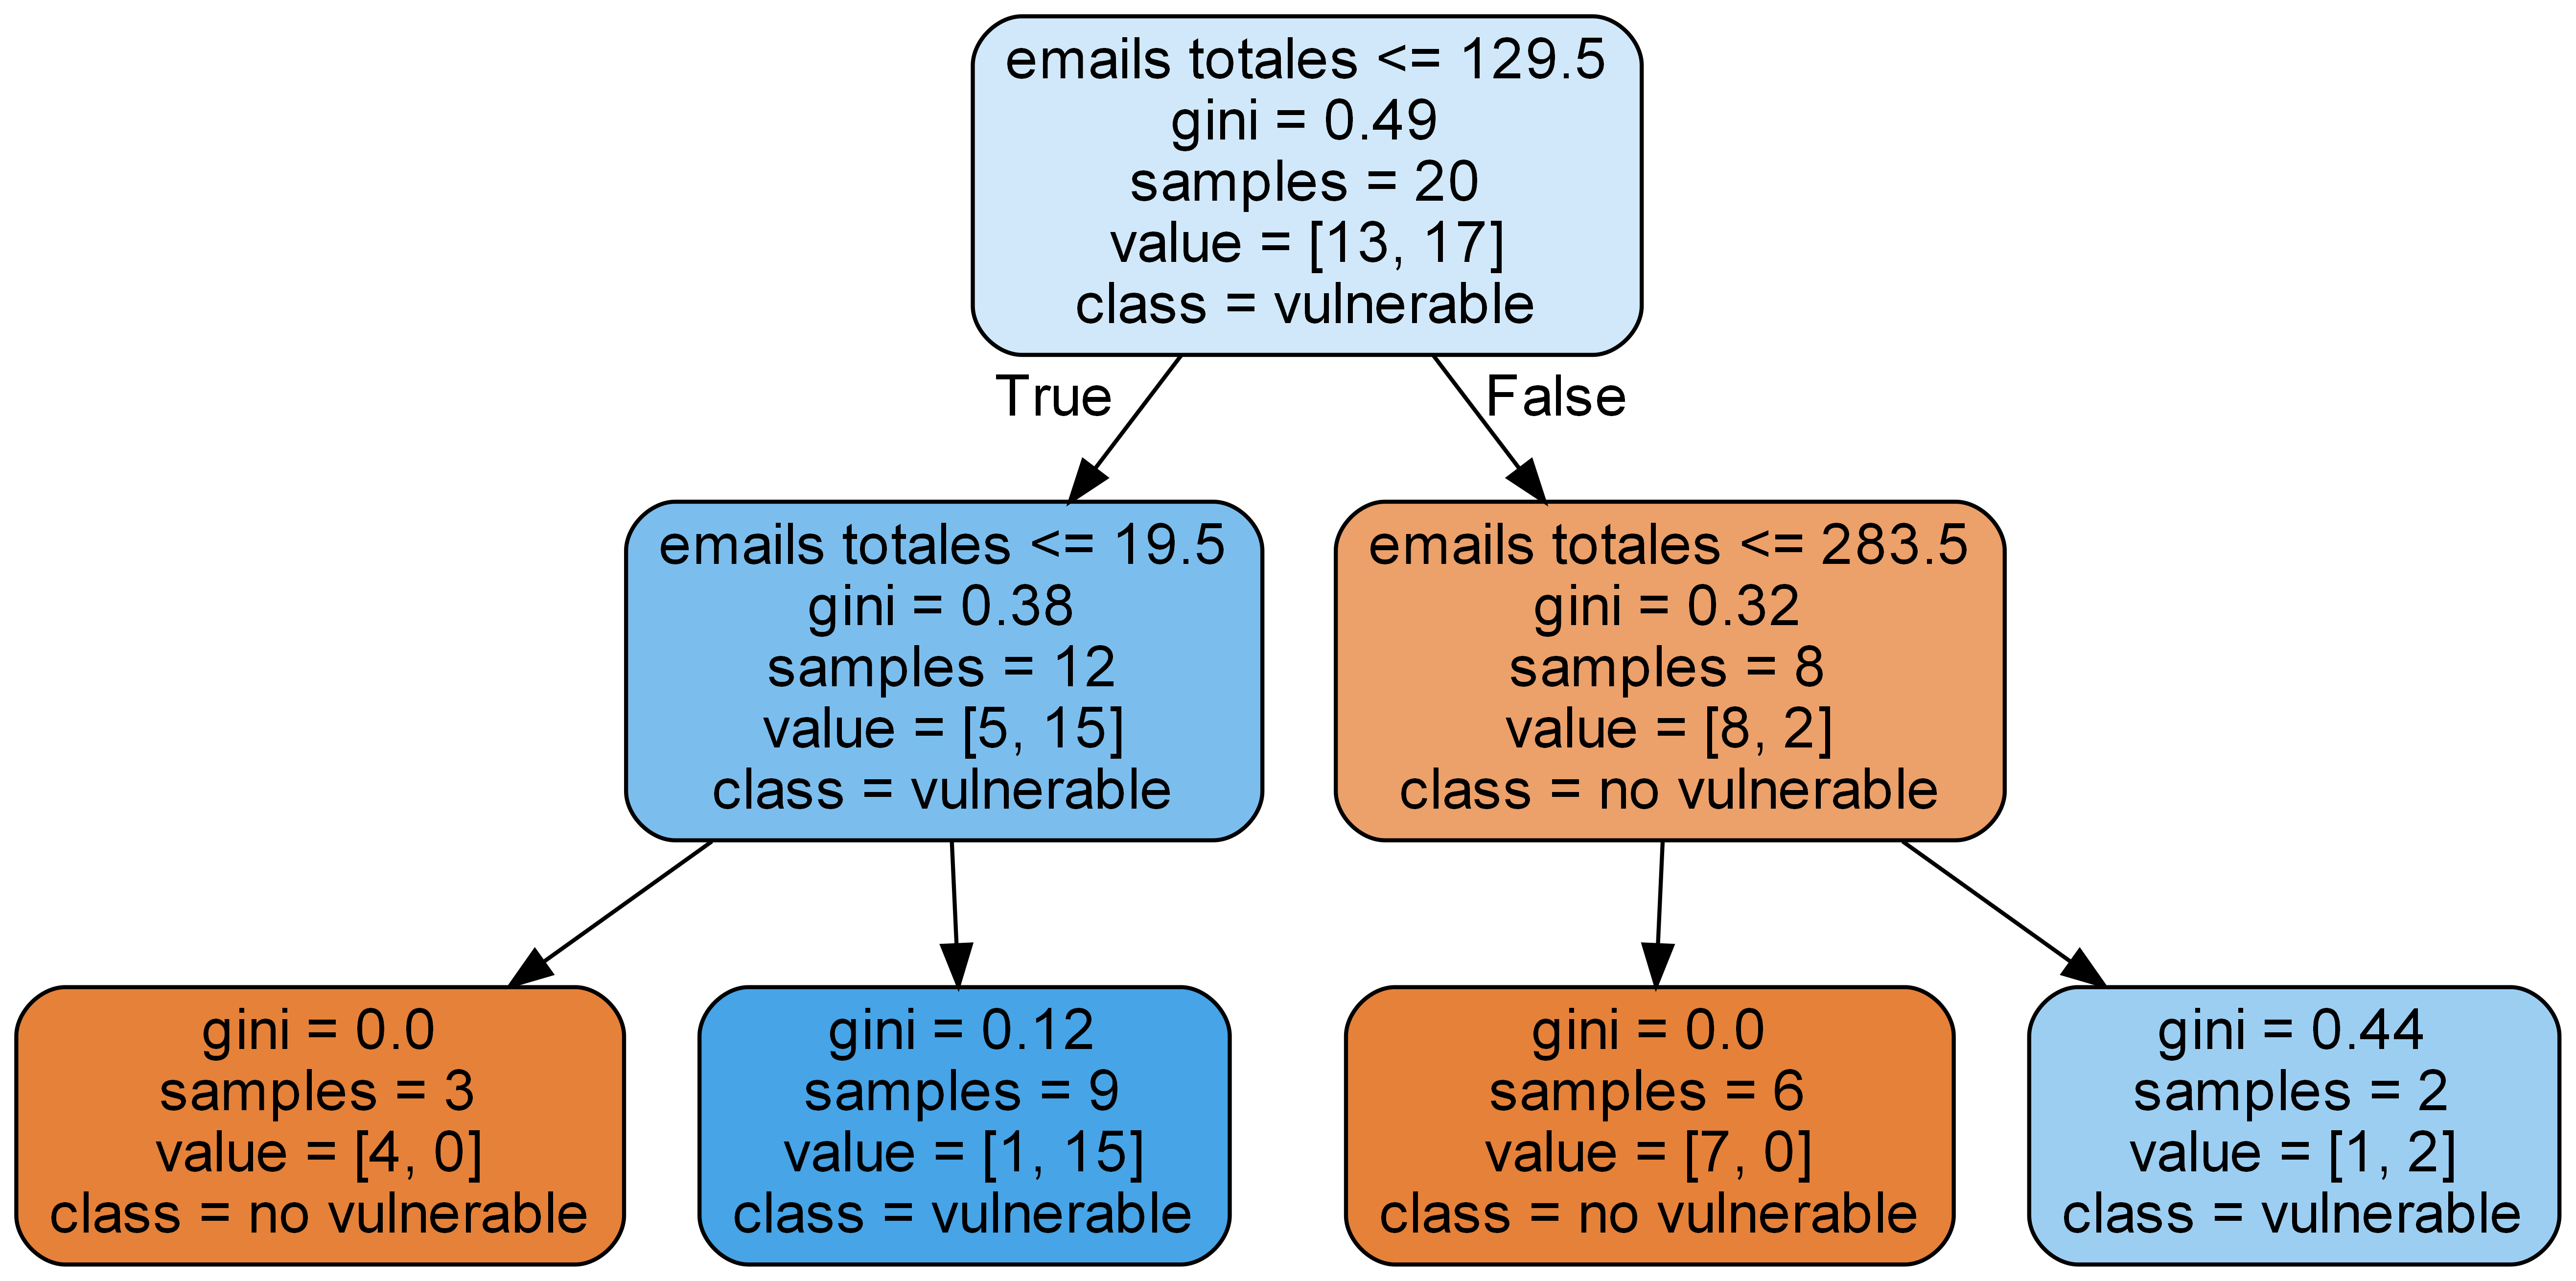 emails totales <= 129.5
gini = 0.49
samples = 20
value = [13, 17]
class = vulnerable
True
False
emails totales <= 19.5
gini = 0.38
samples = 12
value = [5, 15]
class = vulnerable
emails totales <= 283.5
gini = 0.32
samples = 8
value = [8, 2]
class = no vulnerable
gini = 0.0
samples = 3
value = [4, 0]
class = no vulnerable
gini = 0.12
samples = 9
value = [1, 15]
class = vulnerable
gini = 0.0
samples = 6
value = [7, 0]
class = no vulnerable
gini = 0.44
samples = 2
value = [1, 2]
class = vulnerable